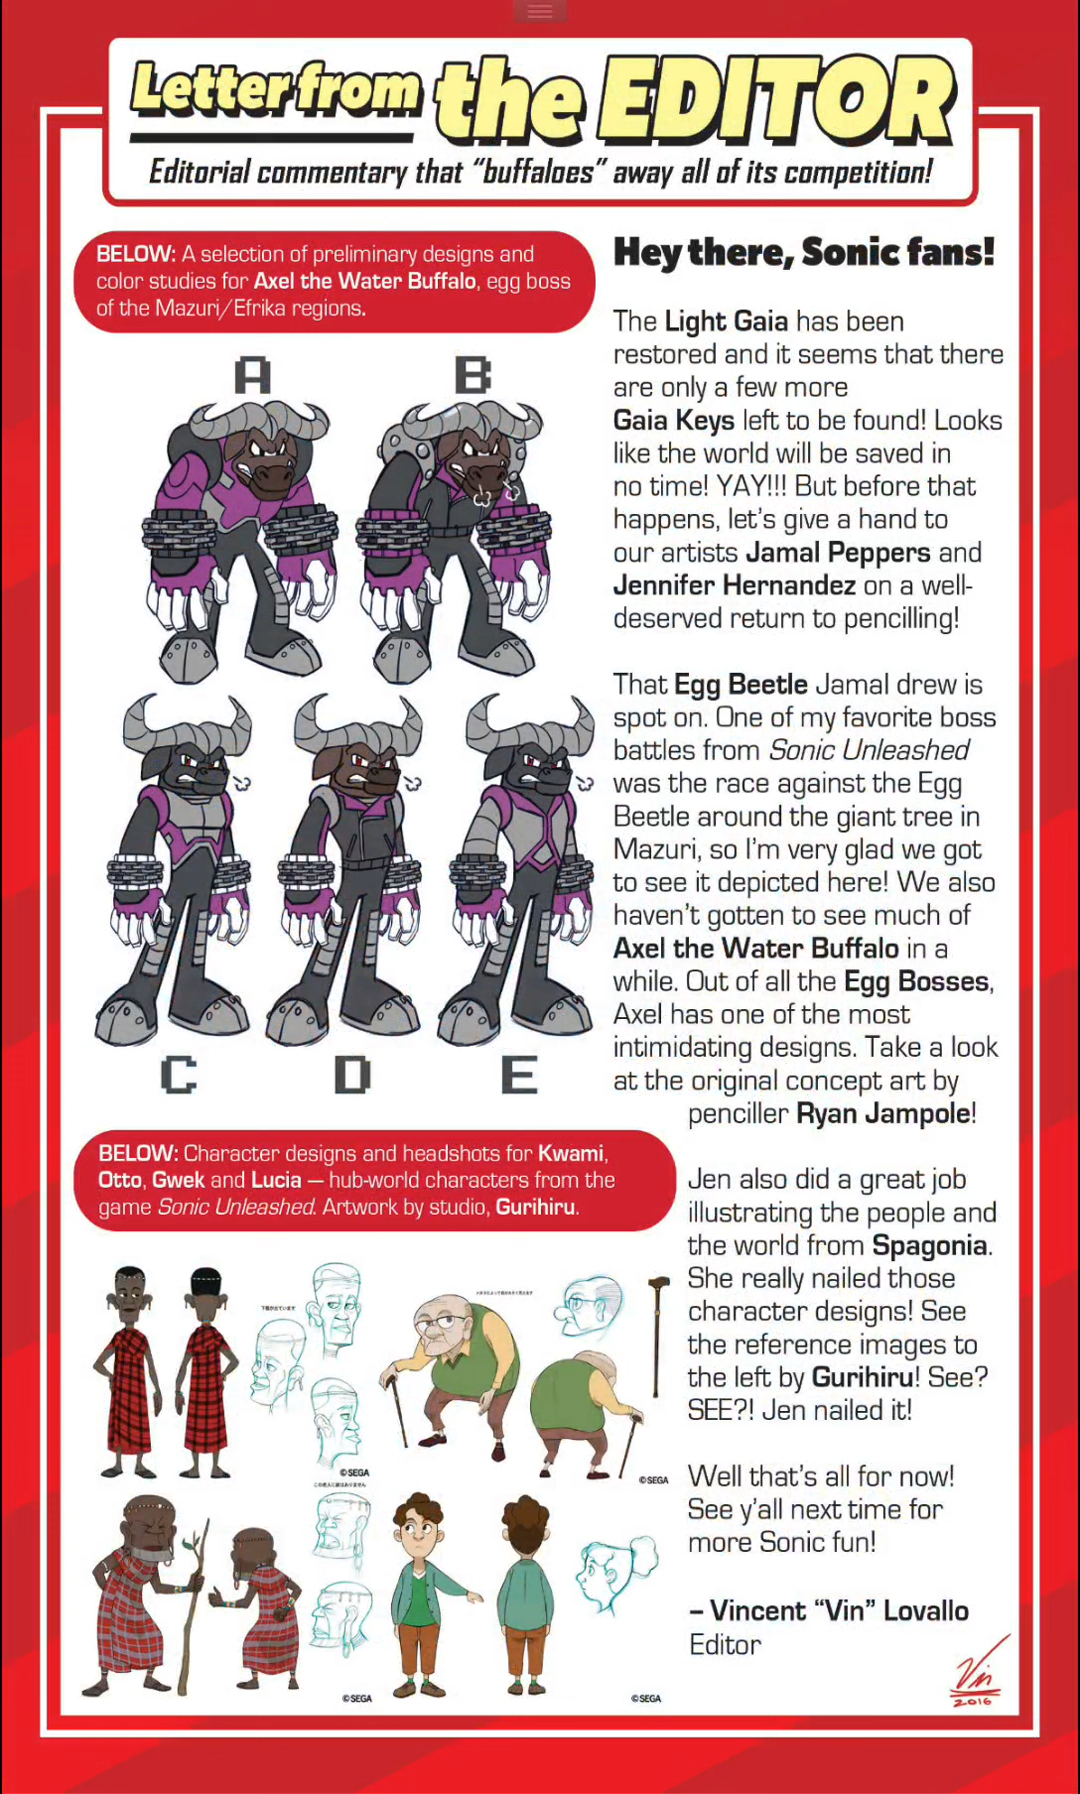 Letter from the EDITOR
Editorial commentary that "buffaloes" away all of its competition!
BELOW: A selection of preliminary designs and
color studies for Axel the Water Buffalo, egg boss
of the Mazuri/Efrika regions.
A
B
C
D
E
BELOW: Character designs and headshots for Kwami,
Otto, Gwek and Lucia — hub-world characters from the
game Sonic Unleashed. Artwork by studio, Gurihiru.
©SEGA
©SEGA
©SEGA
©SEGA
Hey there, Sonic fans!
The Light Gaia has been
restored and it seems that there
are only a few more
Gaia Keys left to be found! Looks
like the world will be saved in
no time! YAY!!! But before that
happens, let's give a hand to
our artists Jamal Peppers and
Jennifer Hernandez on a well-
deserved return to pencilling!
That Egg Beetle Jamal drew is
spot on. One of my favorite boss
battles from Sonic Unleashed
was the race against the Egg
Beetle around the giant tree in
Mazuri, so I'm very glad we got
to see it depicted here! We also
haven't gotten to see much of
Axel the Water Buffalo in a
while. Out of all the Egg Bosses,
Axel has one of the most
intimidating designs. Take a look
at the original concept art by
penciller Ryan Jampole!
Jen also did a great job
illustrating the people and
the world from Spagonia.
She really nailed those
character designs! See
the reference images to
the left by Gurihiru! See?
SEE?! Jen nailed it!
Well that's all for now!
See y'all next time for
more Sonic fun!
– Vincent "Vin" Lovallo
Editor
Vin
2016